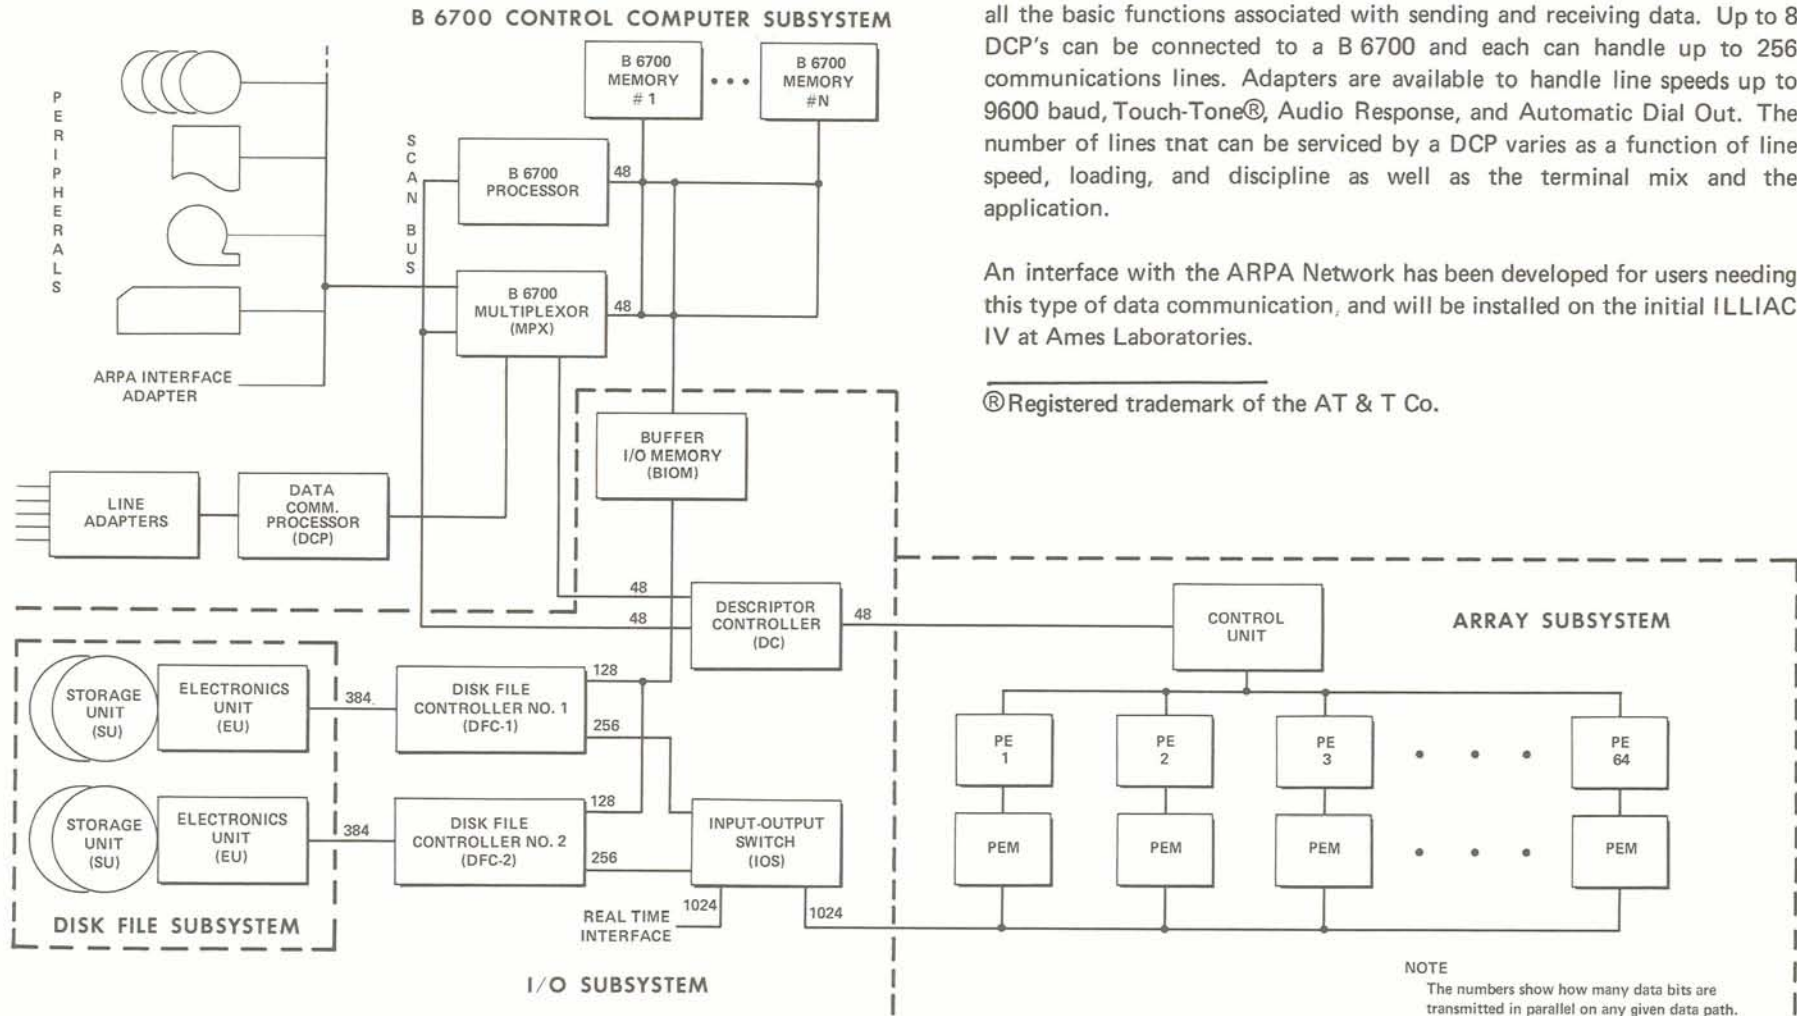 B 6700 CONTROL COMPUTER SUBSYSTEM
PERIPHERALS
ARPA INTERFACE
ADAPTER
SCAN BUS
B 6700
MEMORY
# 1
B 6700
MEMORY
#N
B 6700
PROCESSOR
48
B 6700
MULTIPLEXOR
(MPX)
48
LINE
ADAPTERS
DATA
COMM.
PROCESSOR
(DCP)
BUFFER
I/O MEMORY
(BIOM)
48
48
DESCRIPTOR
CONTROLLER
(DC)
48
STORAGE
UNIT
(SU)
ELECTRONICS
UNIT
(EU)
384
DISK FILE
CONTROLLER NO. 1
(DFC-1)
128
256
STORAGE
UNIT
(SU)
ELECTRONICS
UNIT
(EU)
384
DISK FILE
CONTROLLER NO. 2
(DFC-2)
128
256
INPUT-OUTPUT
SWITCH
(IOS)
DISK FILE SUBSYSTEM
REAL TIME
INTERFACE
1024
1024
I/O SUBSYSTEM
all the basic functions associated with sending and receiving data. Up to 8
DCP's can be connected to a B 6700 and each can handle up to 256
communications lines. Adapters are available to handle line speeds up to
9600 baud, Touch-Tone®, Audio Response, and Automatic Dial Out. The
number of lines that can be serviced by a DCP varies as a function of line
speed, loading, and discipline as well as the terminal mix and the
application.
An interface with the ARPA Network has been developed for users needing
this type of data communication, and will be installed on the initial ILLIAC
IV at Ames Laboratories.
®Registered trademark of the AT & T Co.
CONTROL
UNIT
ARRAY SUBSYSTEM
PE
1
PE
2
PE
3
PE
64
PEM
PEM
PEM
PEM
NOTE
The numbers show how many data bits are
transmitted in parallel on any given data path.